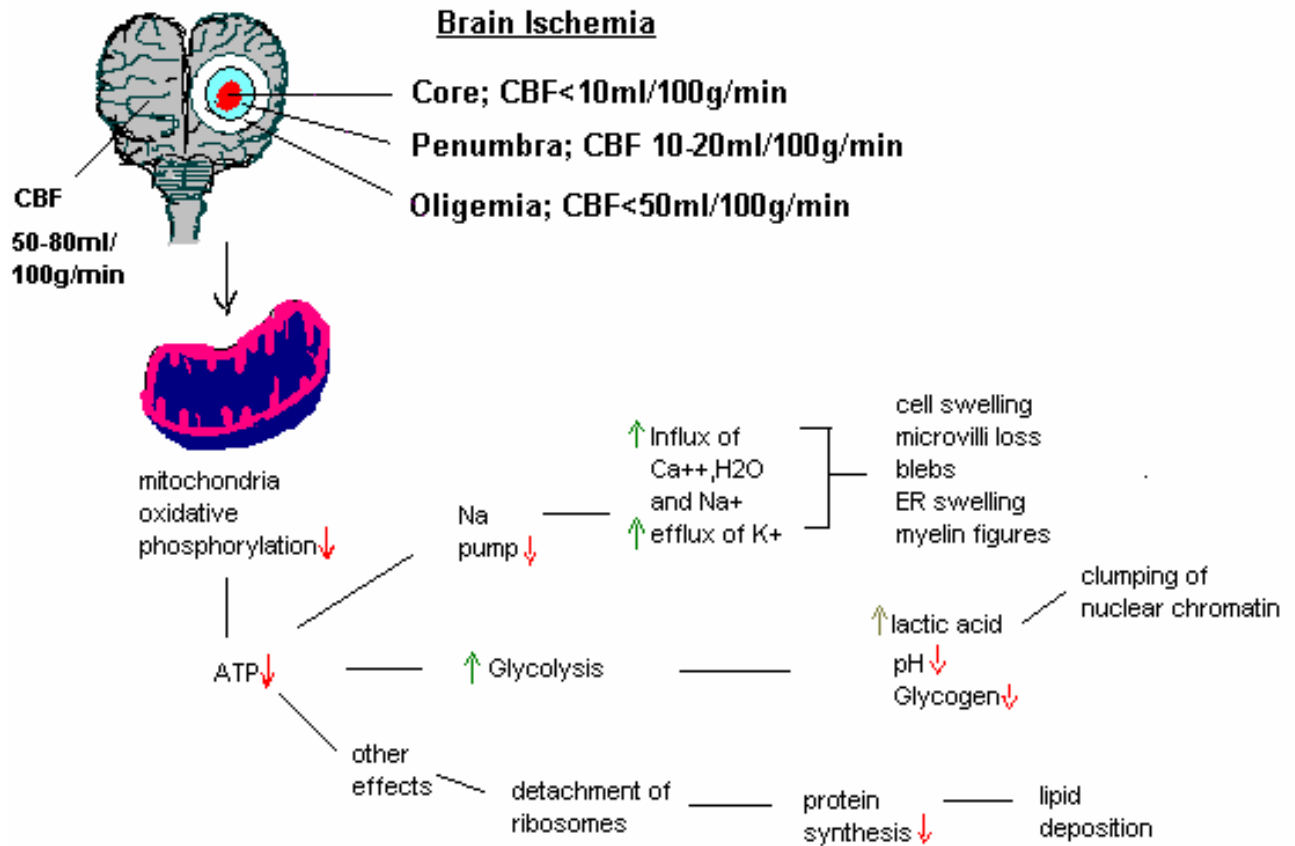 Brain Ischemia
Core; CBF<10ml/100g/min
Penumbra; CBF 10-20ml/100g/min
Oligemia; CBF<50ml/100g/min
CBF
50-80ml/
100g/min
mitochondria
oxidative
phosphorylation↓
ATP↓
Na
pump↓
↑Influx of
Ca++,H2O
and Na+
↑efflux of K+
cell swelling
microvilli loss
blebs
ER swelling
myelin figures
↑Glycolysis
↑lactic acid
pH↓
Glycogen↓
clumping of
nuclear chromatin
other
effects
detachment of
ribosomes
protein
synthesis↓
lipid
deposition